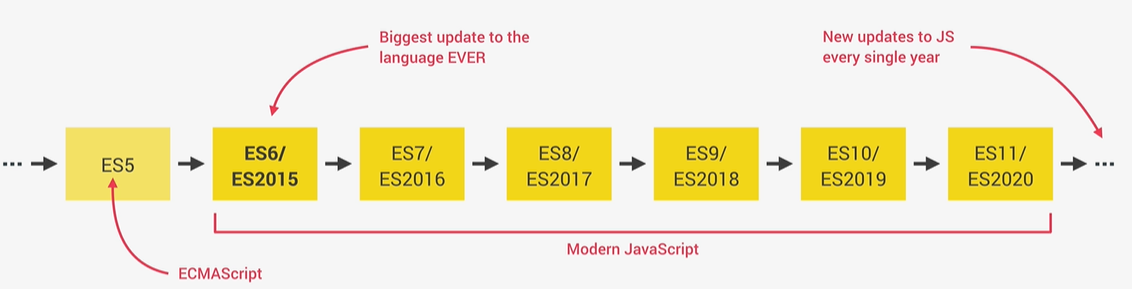 Biggest update to the
language EVER
New updates to JS
every single year
... ES5
ES6/
ES2015
ES7/
ES2016
ES8/
ES2017
ES9/
ES2018
ES10/
ES2019
ES11/
ES2020
...
Modern JavaScript
ECMAScript